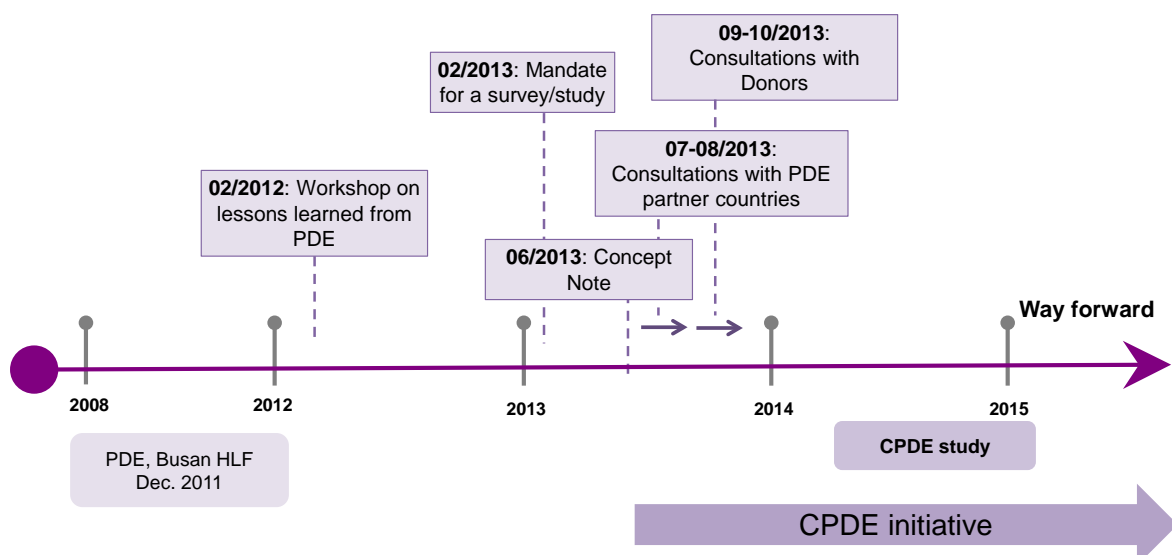 09-10/2013:
Consultations with
Donors
02/2013: Mandate
for a survey/study
07-08/2013:
Consultations with PDE
partner countries
02/2012: Workshop on
lessons learned from
PDE
06/2013: Concept
Note
Way forward
2008
2012
2013
2014
2015
PDE, Busan HLF
Dec. 2011
CPDE study
CPDE initiative